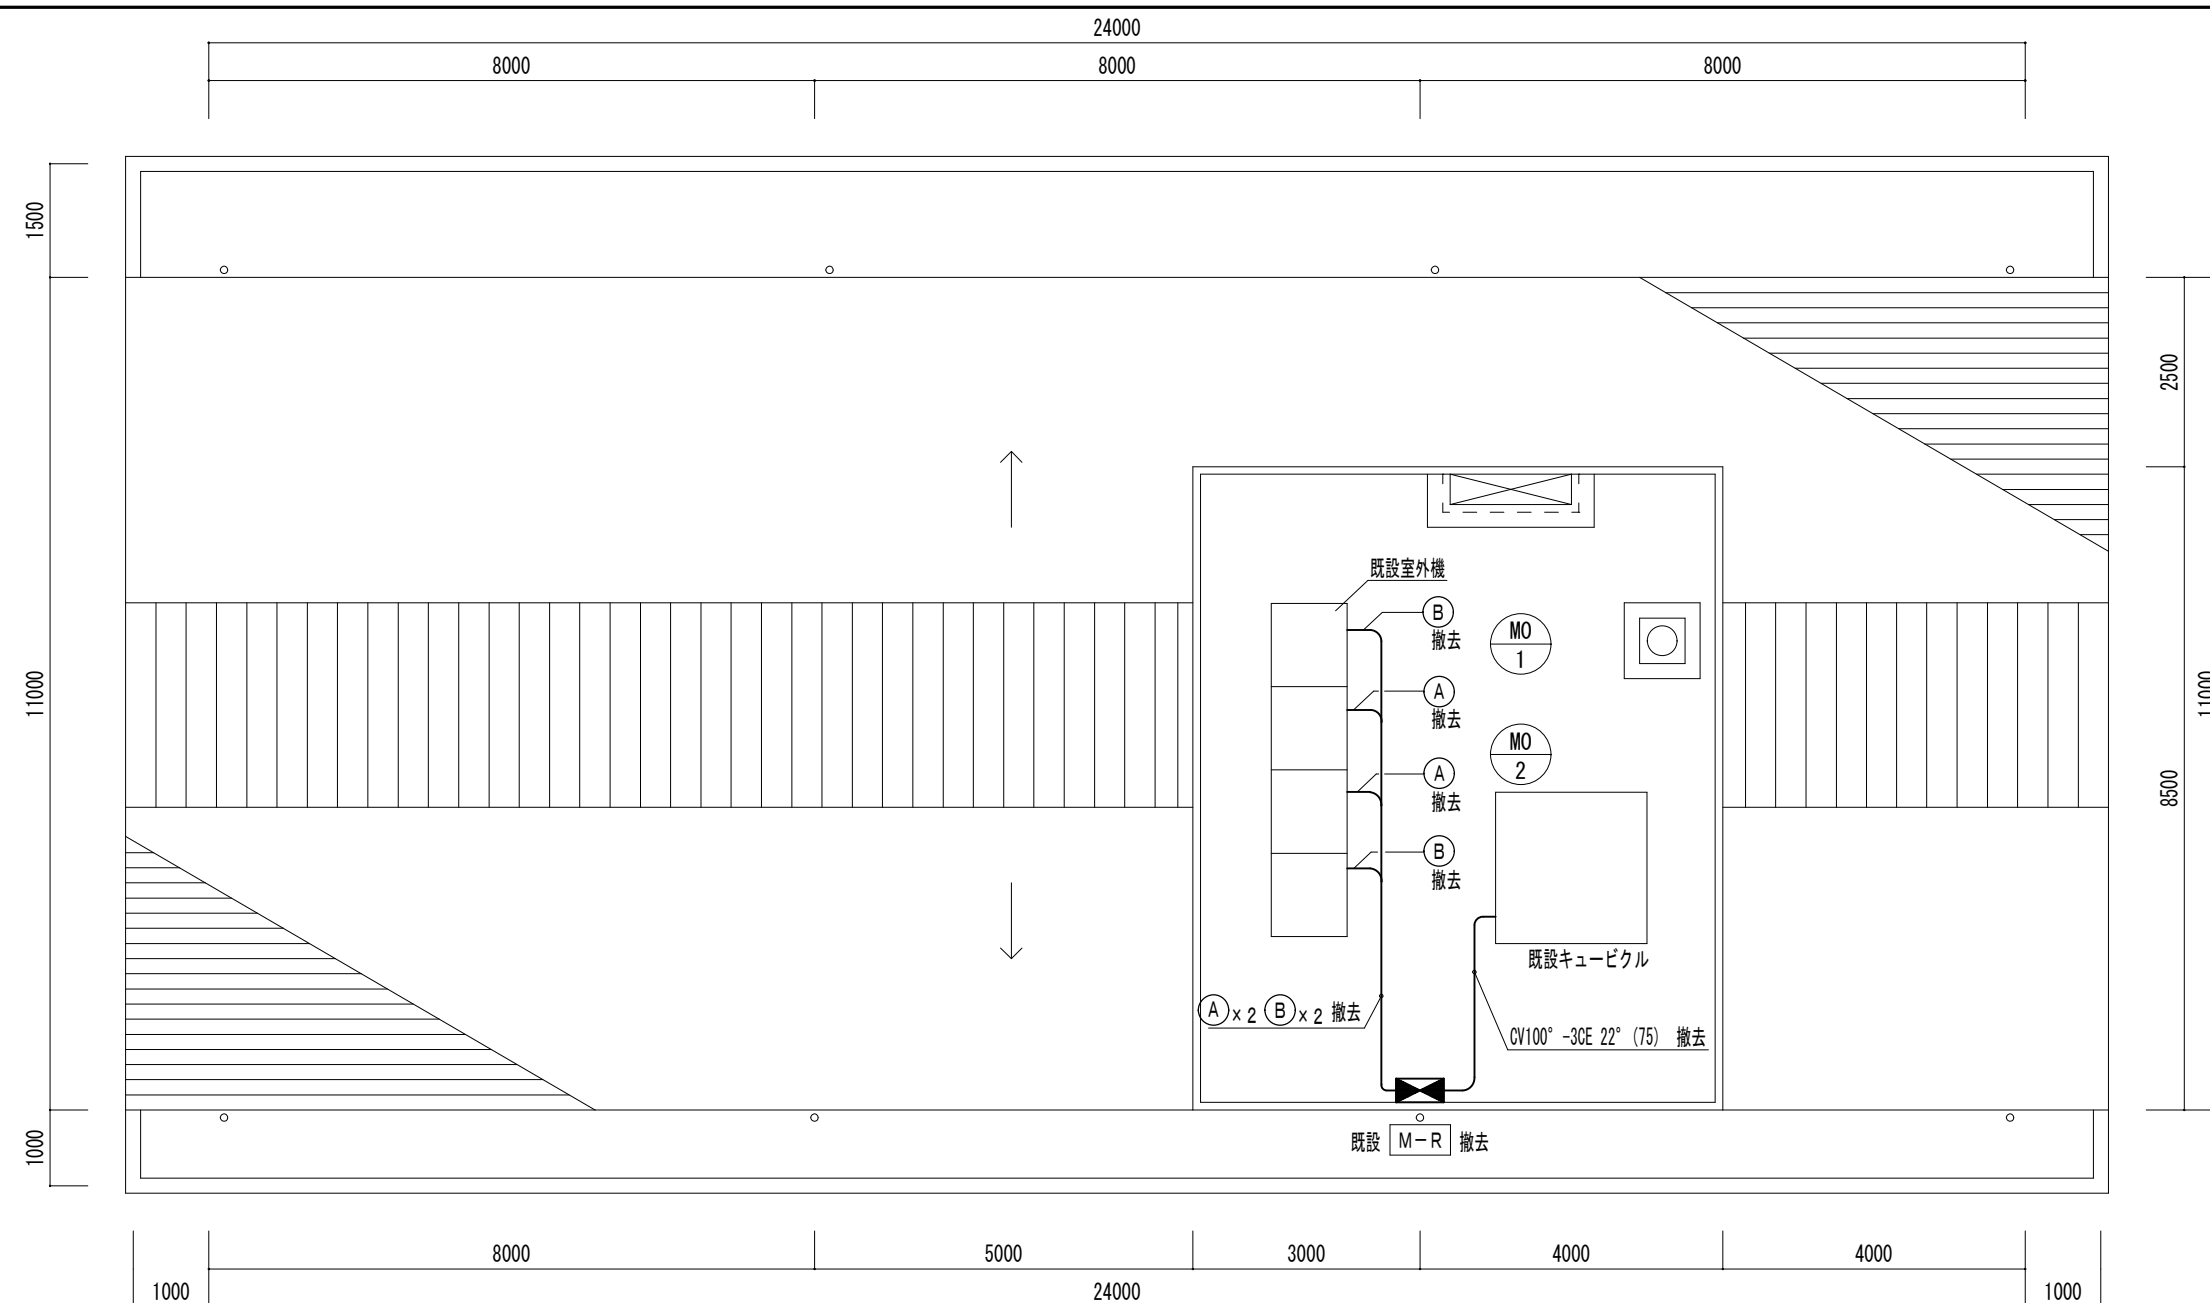 24000
8000 8000 8000
1500
2500
既設室外機
B
撤去
MO
1
A
撤去
11000
11000
MO
2
A
撤去
8500
B
撤去
既設キュービクル
A×2 B×2 撤去
CV100°-3CE 22°(75) 撤去
1000
既設 M-R 撤去
8000 5000 3000 4000 4000
1000 24000 1000